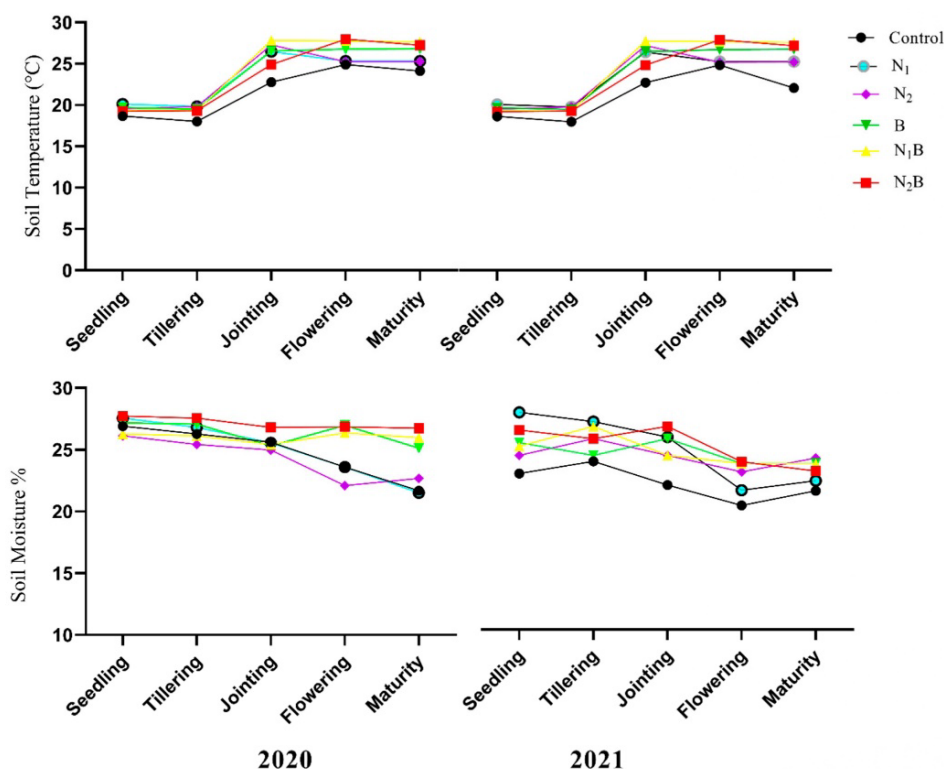 Soil Temperature (°C)
30
25
20
15
10
5
0
Seedling
Tillering
Jointing
Flowering
Maturity
Seedling
Tillering
Jointing
Flowering
Maturity
Control
N₁
N₂
B
N₁B
N₂B
Soil Moisture %
30
25
20
15
10
Seedling
Tillering
Jointing
Flowering
Maturity
Seedling
Tillering
Jointing
Flowering
Maturity
2020
2021